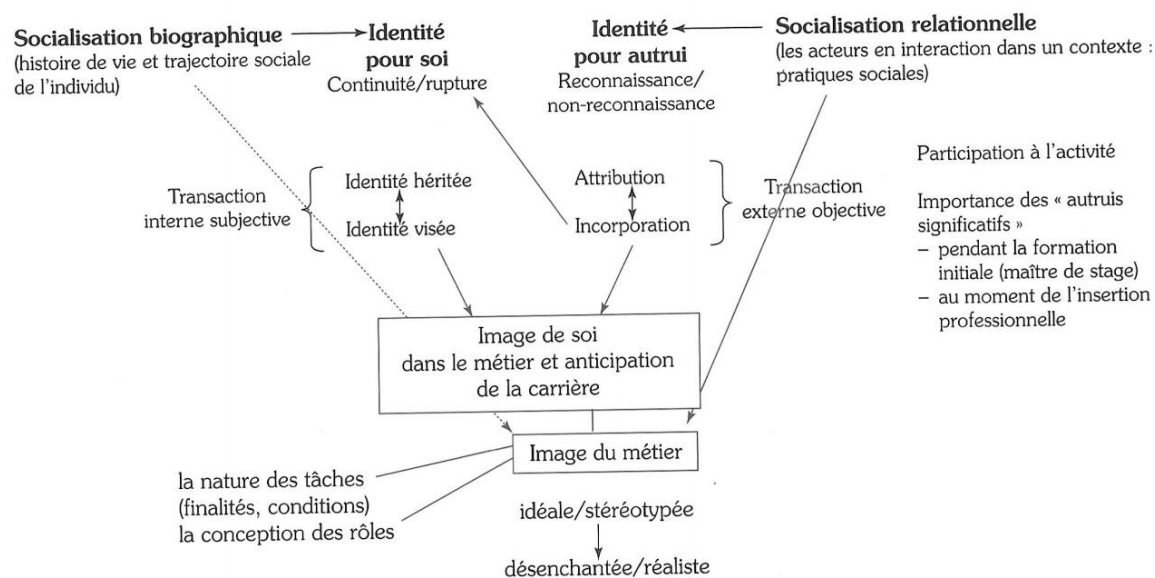 Socialisation biographique
(histoire de vie et trajectoire sociale
de l'individu)
Identité
pour soi
Continuité/rupture
Identité
pour autrui
Reconnaissance/
non-reconnaissance
Socialisation relationnelle
(les acteurs en interaction dans un contexte :
pratiques sociales)
Transaction
interne subjective
Identité héritée
Identité visée
Attribution
Incorporation
Transaction
externe objective
Participation à l'activité
Importance des « autruis
significatifs »
– pendant la formation
initiale (maître de stage)
– au moment de l'insertion
professionnelle
Image de soi
dans le métier et anticipation
de la carrière
Image du métier
la nature des tâches
(finalités, conditions)
la conception des rôles
idéale/stéréotypée
désenchantée/réaliste